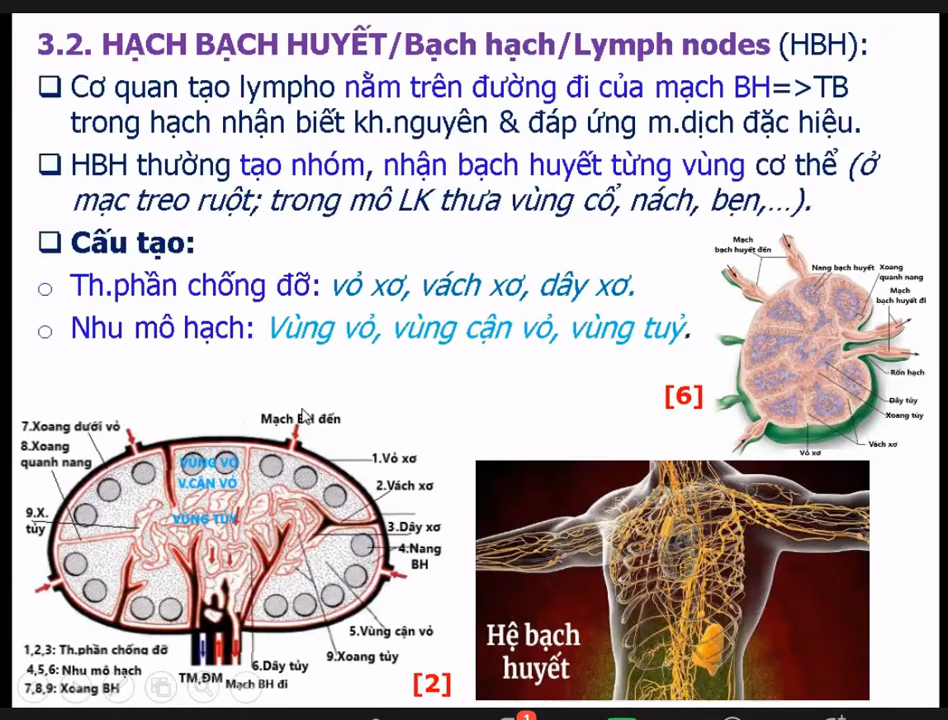 3.2. HẠCH BẠCH HUYẾT/Bạch hạch/Lymph nodes (HBH):
❑ Cơ quan tạo lympho nằm trên đường đi của mạch BH=>TB
trong hạch nhận biết kh.nguyên & đáp ứng m.dịch đặc hiệu.
❑ HBH thường tạo nhóm, nhận bạch huyết từng vùng cơ thể (ở
mạc treo ruột; trong mô LK thưa vùng cổ, nách, bẹn,...).
❑ Cấu tạo:
○ Th.phần chống đỡ: vỏ xơ, vách xơ, dây xơ.
○ Nhu mô hạch: Vùng vỏ, vùng cận vỏ, vùng tuỷ.
Mạch
bạch huyết đến
Nang bạch huyết
Xoang
quanh nang
Mạch
bạch huyết đi
Rốn hạch
Dây tủy
Xoang tủy
Vách xơ
Vỏ xơ
[6]
7.Xoang dưới vỏ
8.Xoang
quanh nang
9.X.
tủy
Mạch BH đến
VÙNG VỎ
V.CẬN VỎ
VÙNG TỦY
1.Vỏ xơ
2.Vách xơ
3.Dây xơ
4.Nang
BH
5.Vùng cận vỏ
9.Xoang tủy
6.Dây tủy
Mạch BH đi
TM,ĐM
1,2,3: Th.phần chống đỡ
4,5,6: Nhu mô hạch
7,8,9: Xoang BH
[2]
Hệ bạch
huyết
1